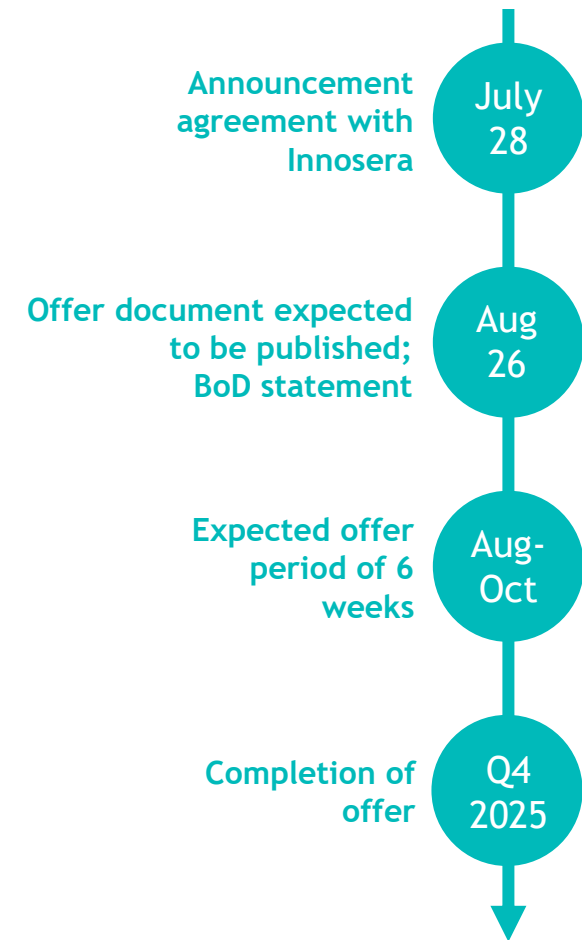 Announcement
agreement with
Innosera
July
28
Offer document expected
to be published;
BoD statement
Aug
26
Expected offer
period of 6
weeks
Aug-
Oct
Completion of
offer
Q4
2025